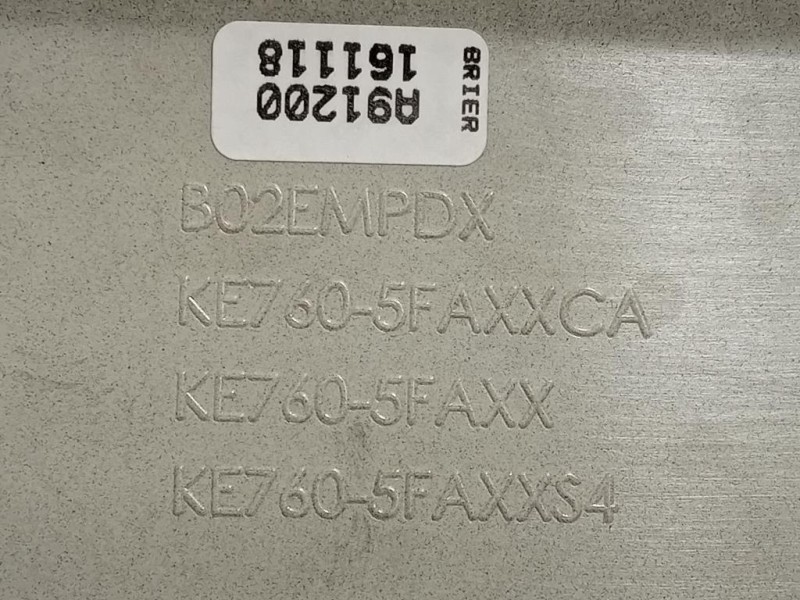 A91200
161118
BRIER
B02EMPDX
KE760-5FAXXCA
KE760-5FAXX
KE760-5FAXXS4